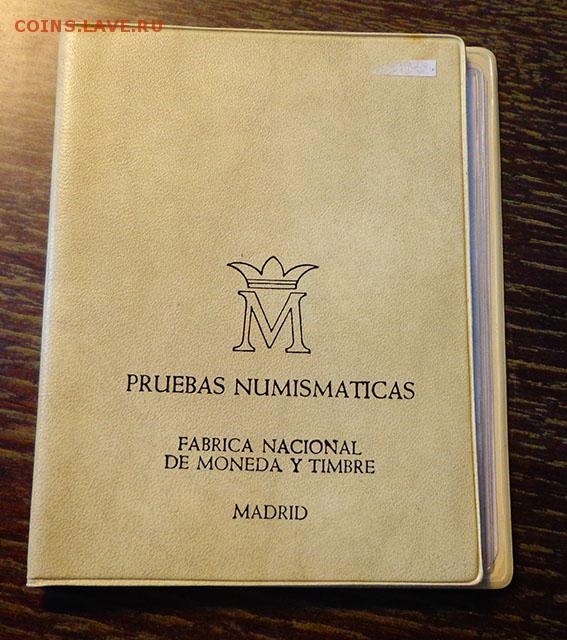 COINS.LAVE.RU
M
PRUEBAS NUMISMATICAS
FABRICA NACIONAL
DE MONEDA Y TIMBRE
MADRID